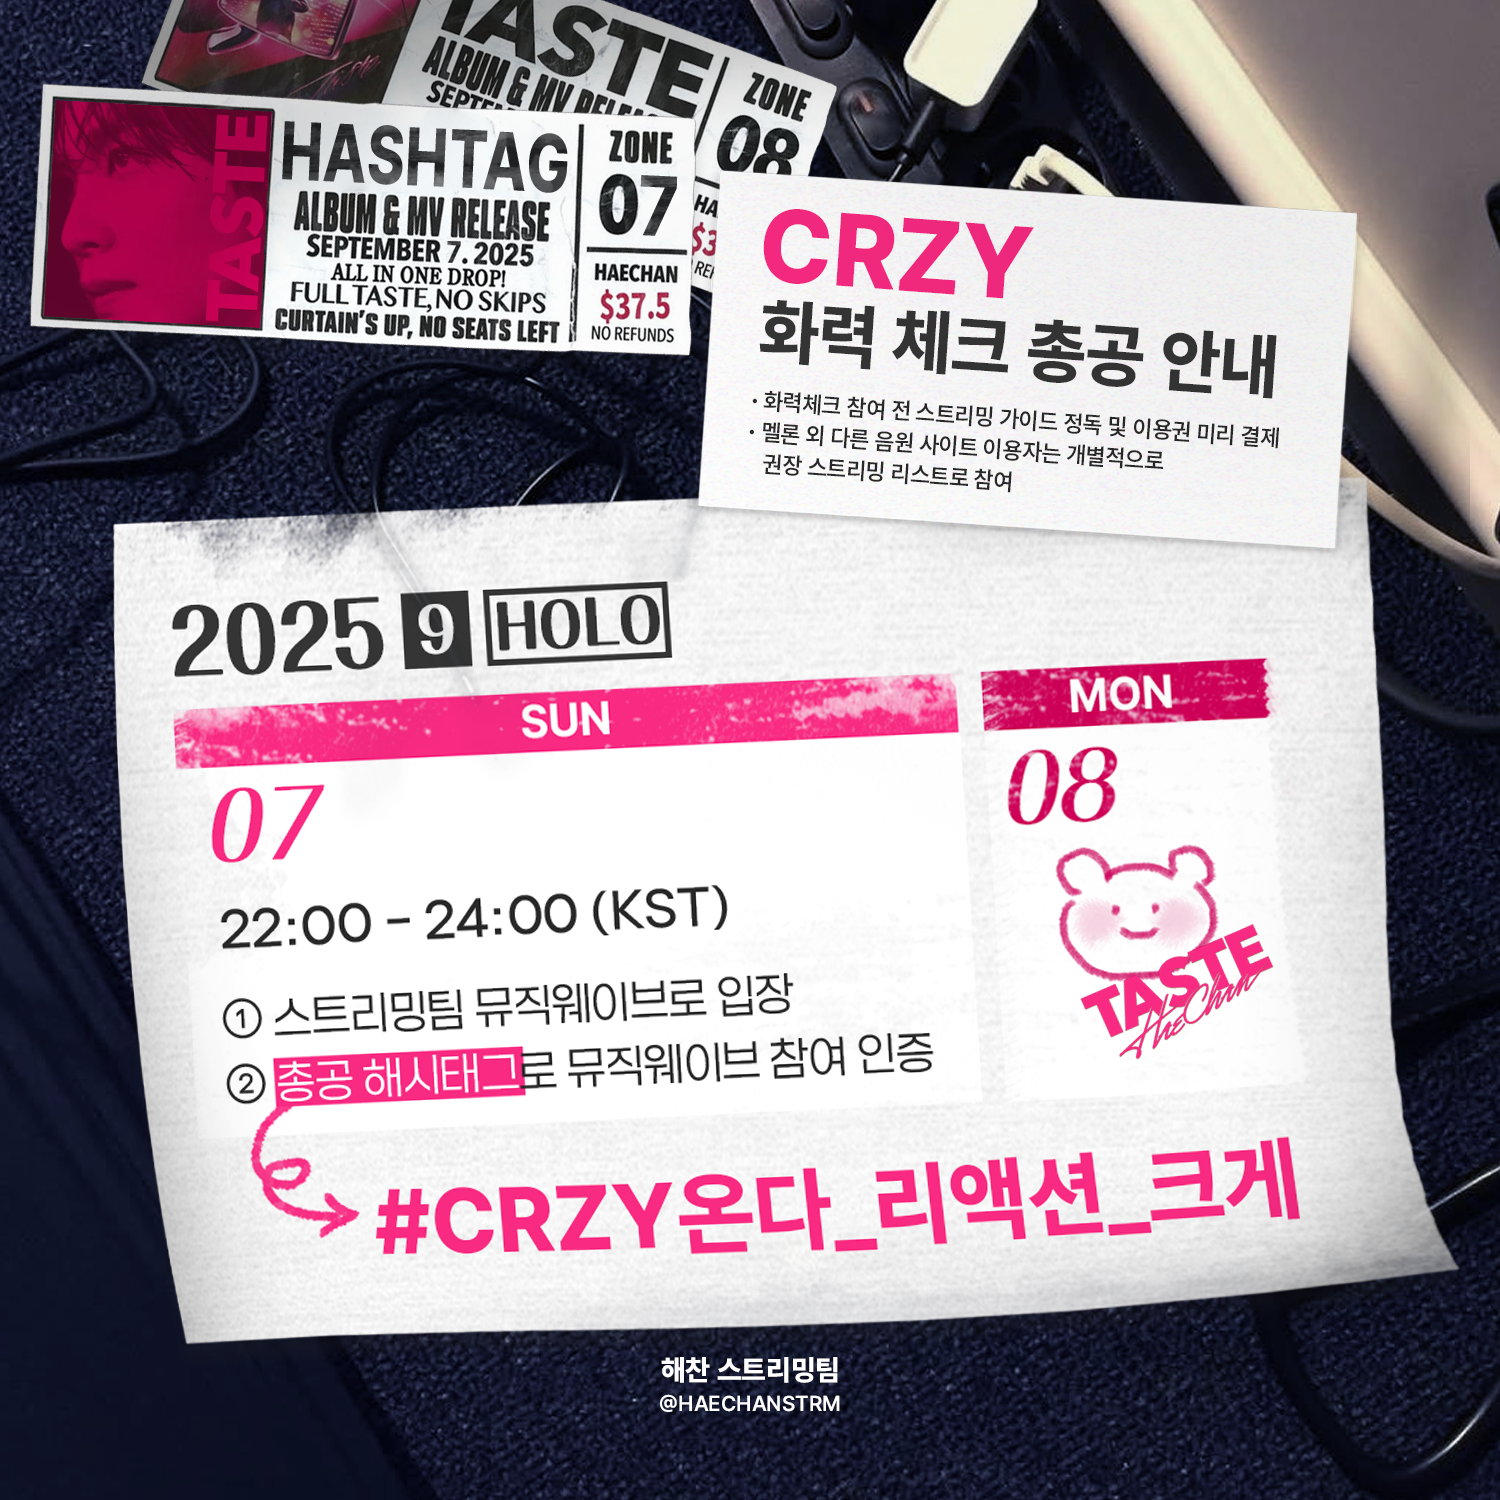 TASTE
ALBUM & MV RELEASE
ZONE
08
TASTE
HASHTAG
ALBUM & MV RELEASE
SEPTEMBER 7. 2025
ALL IN ONE DROP!
FULL TASTE, NO SKIPS
CURTAIN'S UP, NO SEATS LEFT
ZONE
07
HAECHAN
$37.5
NO REFUNDS
CRZY
화력 체크 총공 안내
• 화력체크 참여 전 스트리밍 가이드 정독 및 이용권 미리 결제
• 멜론 외 다른 음원 사이트 이용자는 개별적으로
권장 스트리밍 리스트로 참여
2025 9 HOLO
SUN
MON
07
08
22:00 - 24:00 (KST)
① 스트리밍팀 뮤직웨이브로 입장
② 총공 해시태그로 뮤직웨이브 참여 인증
TASTE
HaeChan
#CRZY온다_리액션_크게
해찬 스트리밍팀
@HAECHANSTRM